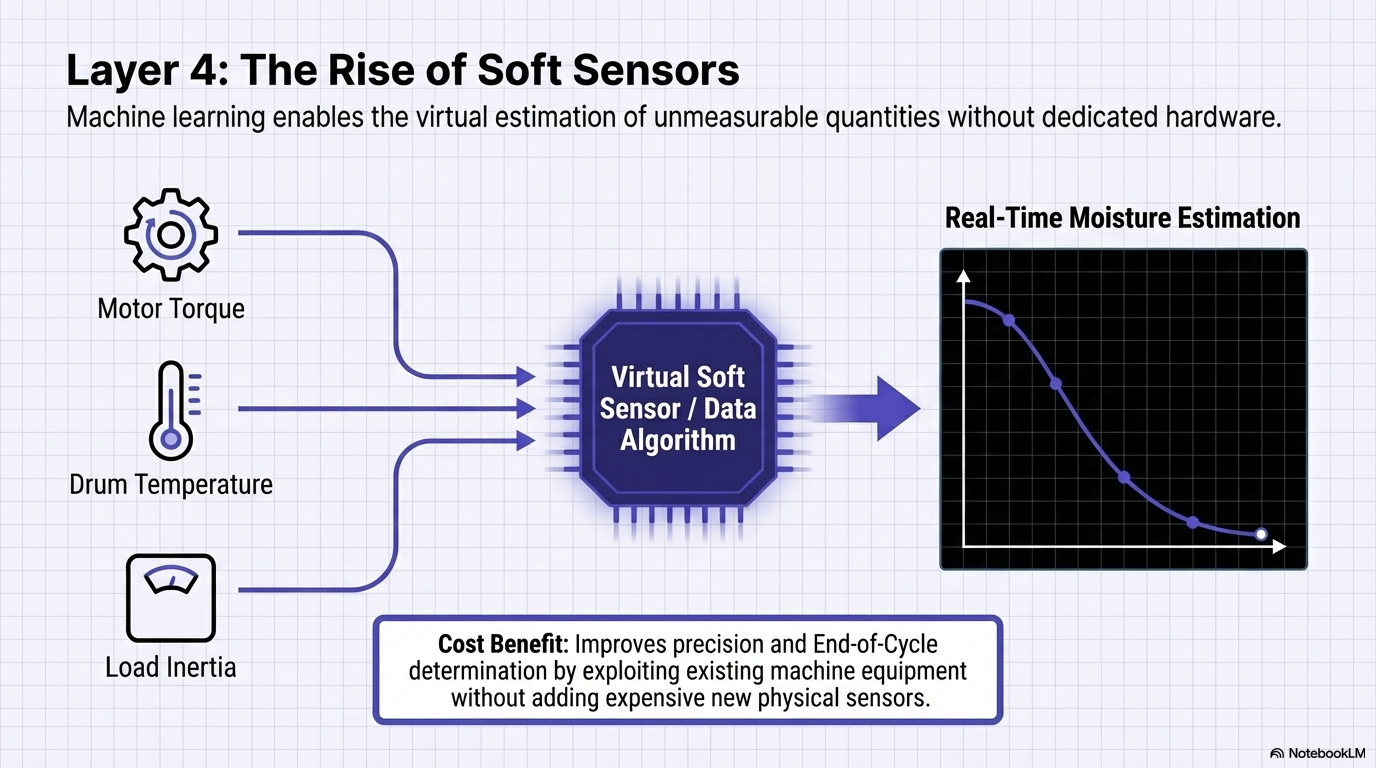 Layer 4: The Rise of Soft Sensors
Machine learning enables the virtual estimation of unmeasurable quantities without dedicated hardware.
Motor Torque
Drum Temperature
Load Inertia
Virtual Soft
Sensor / Data
Algorithm
Real-Time Moisture Estimation
Cost Benefit: Improves precision and End-of-Cycle
determination by exploiting existing machine equipment
without adding expensive new physical sensors.
NotebookLM